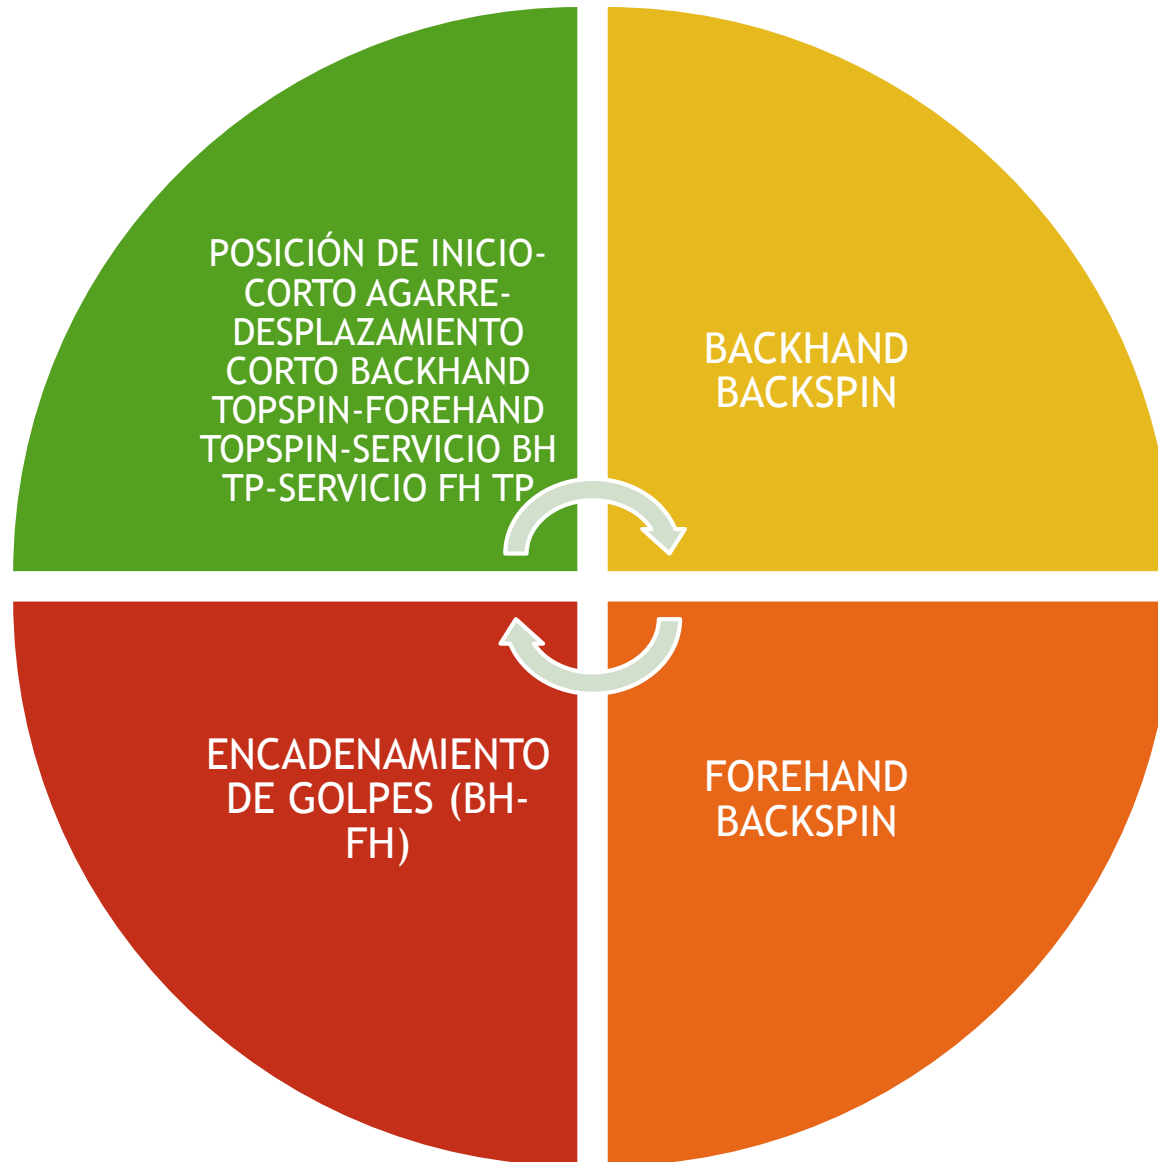 POSICIÓN DE INICIO-
CORTO AGARRE-
DESPLAZAMIENTO
CORTO BACKHAND
TOPSPIN-FOREHAND
TOPSPIN-SERVICIO BH
TP-SERVICIO FH TP
BACKHAND
BACKSPIN
ENCADENAMIENTO
DE GOLPES (BH-
FH)
FOREHAND
BACKSPIN